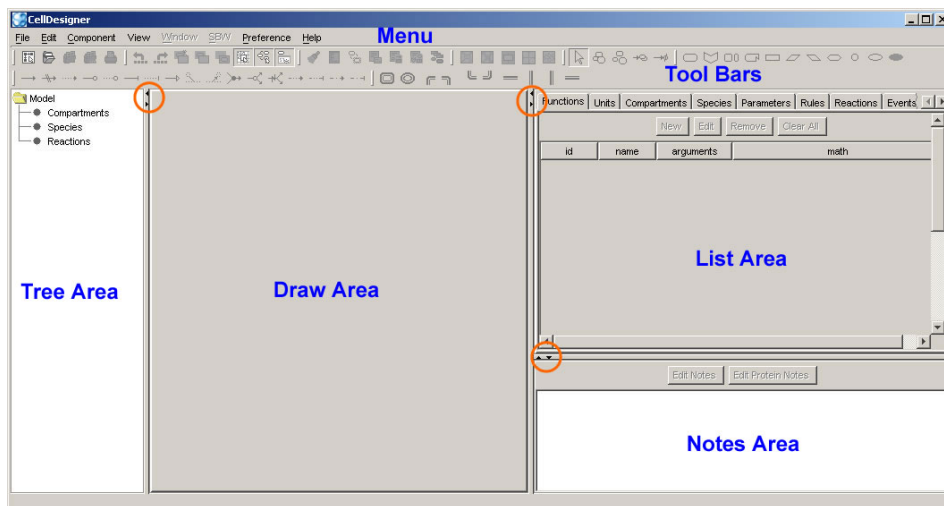 CellDesigner
File Edit Component View Window SBW Preference Help
Menu
Tool Bars
Model
Compartments
Species
Reactions
Functions Units Compartments Species Parameters Rules Reactions Events
New Edit Remove Clear All
id name arguments math
Tree Area
Draw Area
List Area
Edit Notes Edit Protein Notes
Notes Area